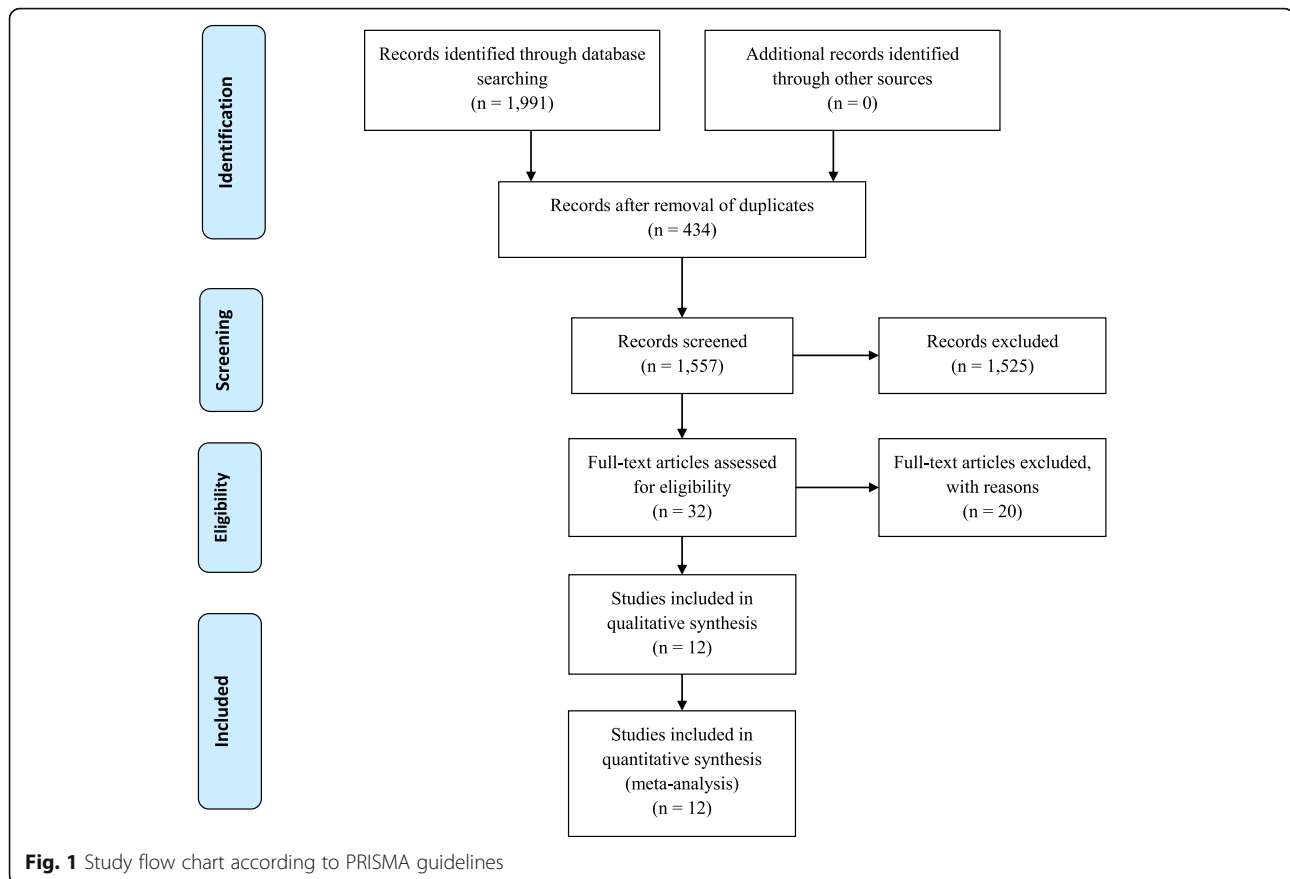 Identification
Records identified through database
searching
(n = 1,991)
Additional records identified
through other sources
(n = 0)
Records after removal of duplicates
(n = 434)
Screening
Records screened
(n = 1,557)
Records excluded
(n = 1,525)
Eligibility
Full-text articles assessed
for eligibility
(n = 32)
Full-text articles excluded,
with reasons
(n = 20)
Included
Studies included in
qualitative synthesis
(n = 12)
Studies included in
quantitative synthesis
(meta-analysis)
(n = 12)
Fig. 1 Study flow chart according to PRISMA guidelines